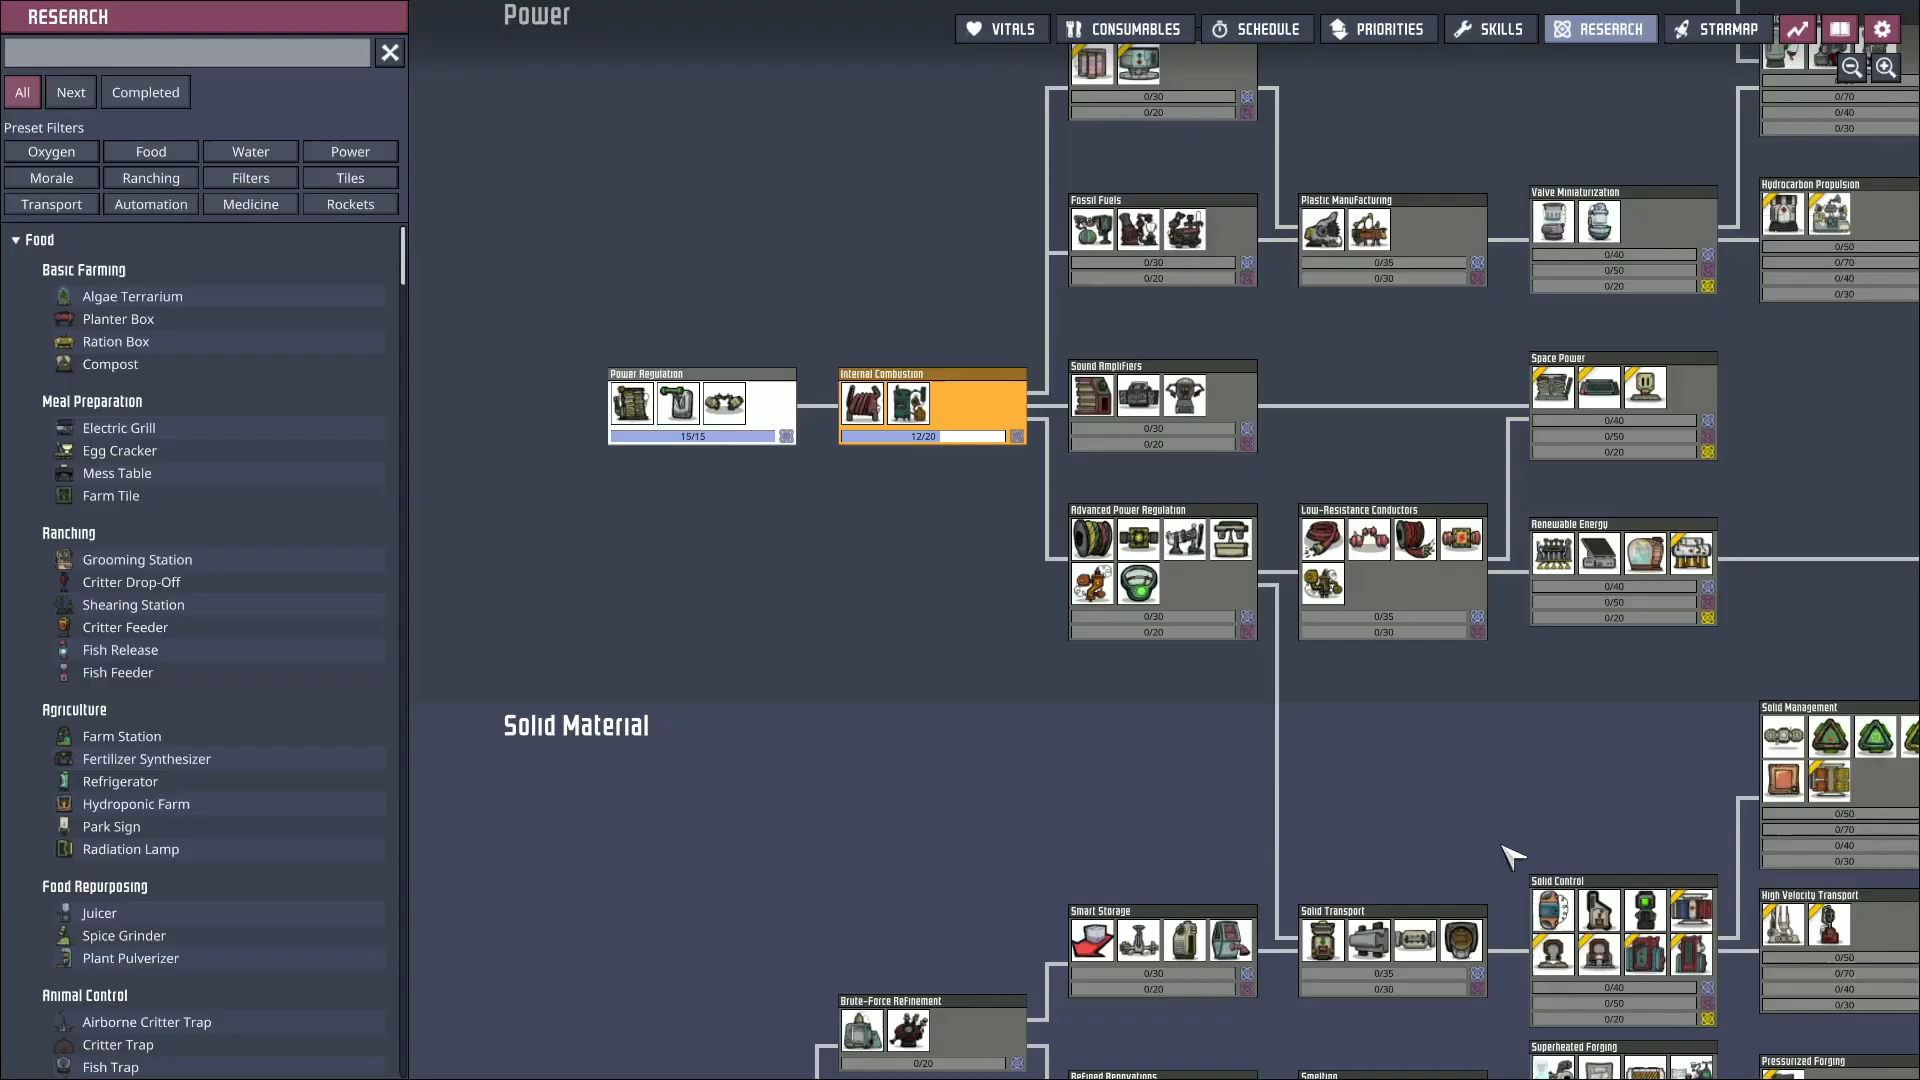 RESEARCH
Power
VITALS
CONSUMABLES
SCHEDULE
PRIORITIES
SKILLS
RESEARCH
STARMAP
All
Next
Completed
Preset Filters
Oxygen
Food
Water
Power
Morale
Ranching
Filters
Tiles
Transport
Automation
Medicine
Rockets
Food
Basic Farming
Algae Terrarium
Planter Box
Ration Box
Compost
Meal Preparation
Electric Grill
Egg Cracker
Mess Table
Farm Tile
Ranching
Grooming Station
Critter Drop-Off
Shearing Station
Critter Feeder
Fish Release
Fish Feeder
Agriculture
Farm Station
Fertilizer Synthesizer
Refrigerator
Hydroponic Farm
Park Sign
Radiation Lamp
Food Repurposing
Juicer
Spice Grinder
Plant Pulverizer
Animal Control
Airborne Critter Trap
Critter Trap
Fish Trap
0/30
0/20
0/70
0/40
0/30
Fossil Fuels
0/30
0/20
Plastic Manufacturing
0/35
0/30
Valve Miniaturization
0/40
0/50
0/20
Hydrocarbon Propulsion
0/50
0/70
0/40
0/30
Power Regulation
15/15
Internal Combustion
12/20
Sound Amplifiers
0/30
0/20
Space Power
0/40
0/50
0/20
Advanced Power Regulation
0/30
0/20
Low-Resistance Conductors
0/35
0/30
Renewable Energy
0/40
0/50
0/20
Solid Material
Solid Management
0/50
0/70
0/40
0/30
Smart Storage
0/30
0/20
Solid Transport
0/35
0/30
Solid Control
0/40
0/50
0/20
High Velocity Transport
0/50
0/70
0/40
0/30
Brute-Force Refinement
0/20
Refined Renovations
Smelting
Superheated Forging
Pressurized Forging